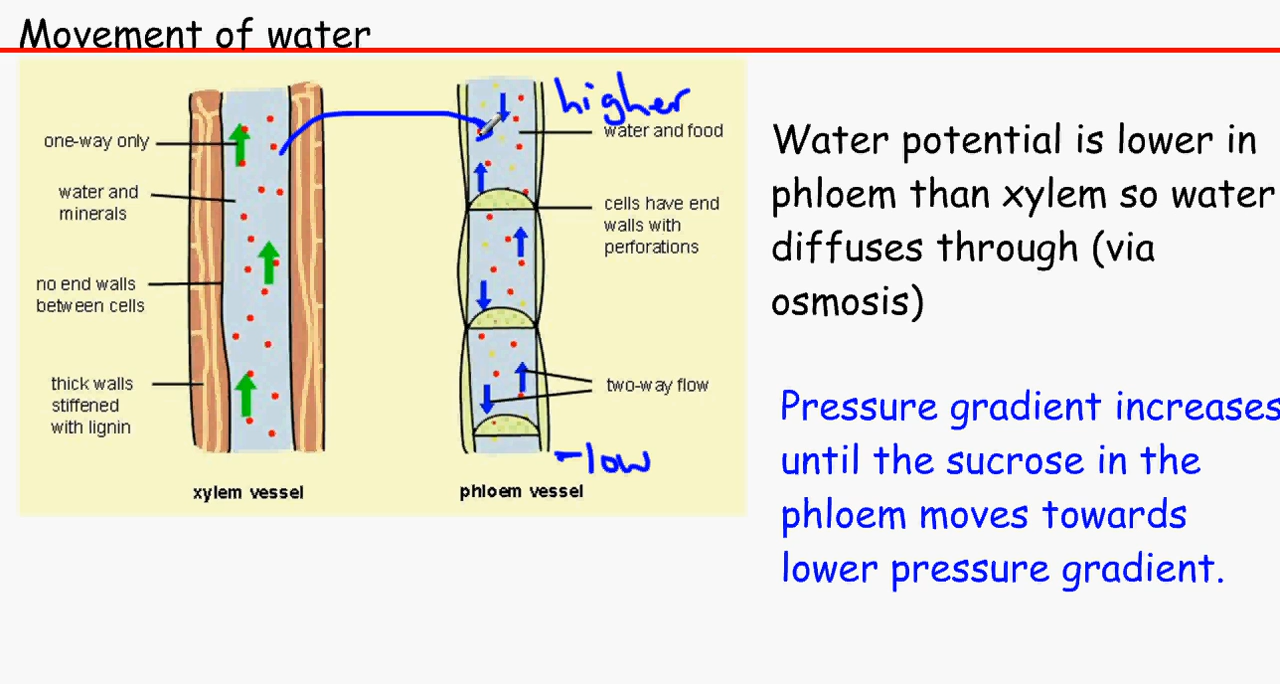 Movement of water
one-way only
water and
minerals
no end walls
between cells
thick walls
stiffened
with lignin
xylem vessel
higher
water and food
cells have end
walls with
perforations
two-way flow
-low
phloem vessel
Water potential is lower in
phloem than xylem so water
diffuses through (via
osmosis)
Pressure gradient increases
until the sucrose in the
phloem moves towards
lower pressure gradient.